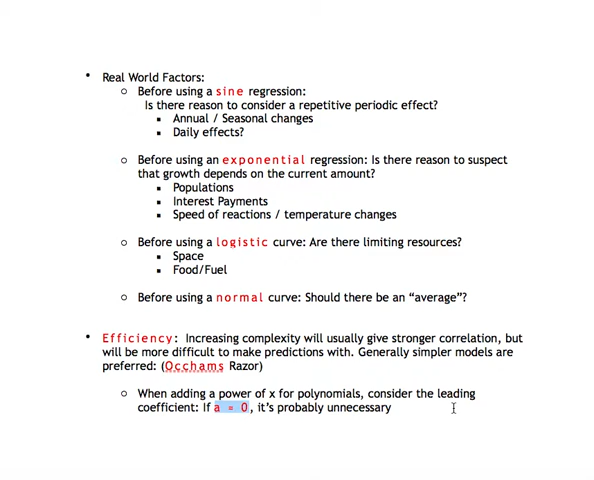 • Real World Factors:
o Before using a sine regression:
Is there reason to consider a repetitive periodic effect?
▪ Annual / Seasonal changes
▪ Daily effects?
o Before using an exponential regression: Is there reason to suspect
that growth depends on the current amount?
▪ Populations
▪ Interest Payments
▪ Speed of reactions / temperature changes
o Before using a logistic curve: Are there limiting resources?
▪ Space
▪ Food/Fuel
o Before using a normal curve: Should there be an “average”?
• Efficiency: Increasing complexity will usually give stronger correlation, but
will be more difficult to make predictions with. Generally simpler models are
preferred: (Occhams Razor)
o When adding a power of x for polynomials, consider the leading
coefficient: If a = 0, it’s probably unnecessary